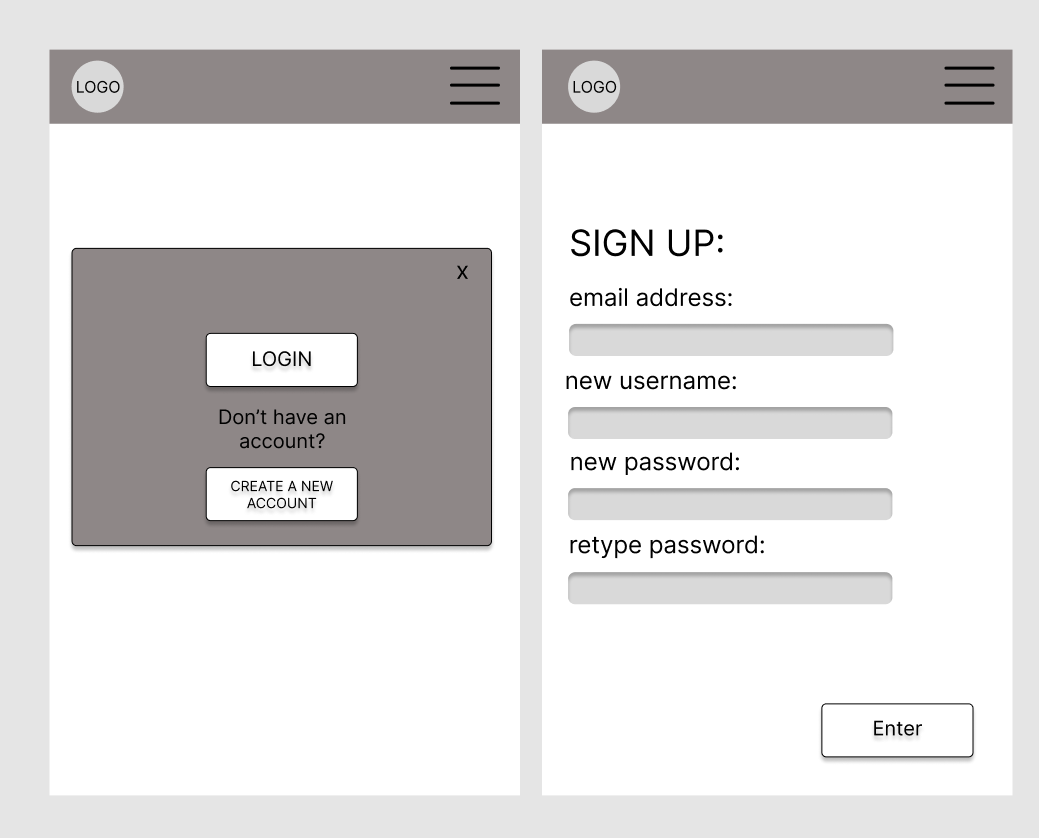 LOGO
X
LOGIN
Don’t have an
account?
CREATE A NEW
ACCOUNT
LOGO
SIGN UP:
email address:
new username:
new password:
retype password:
Enter